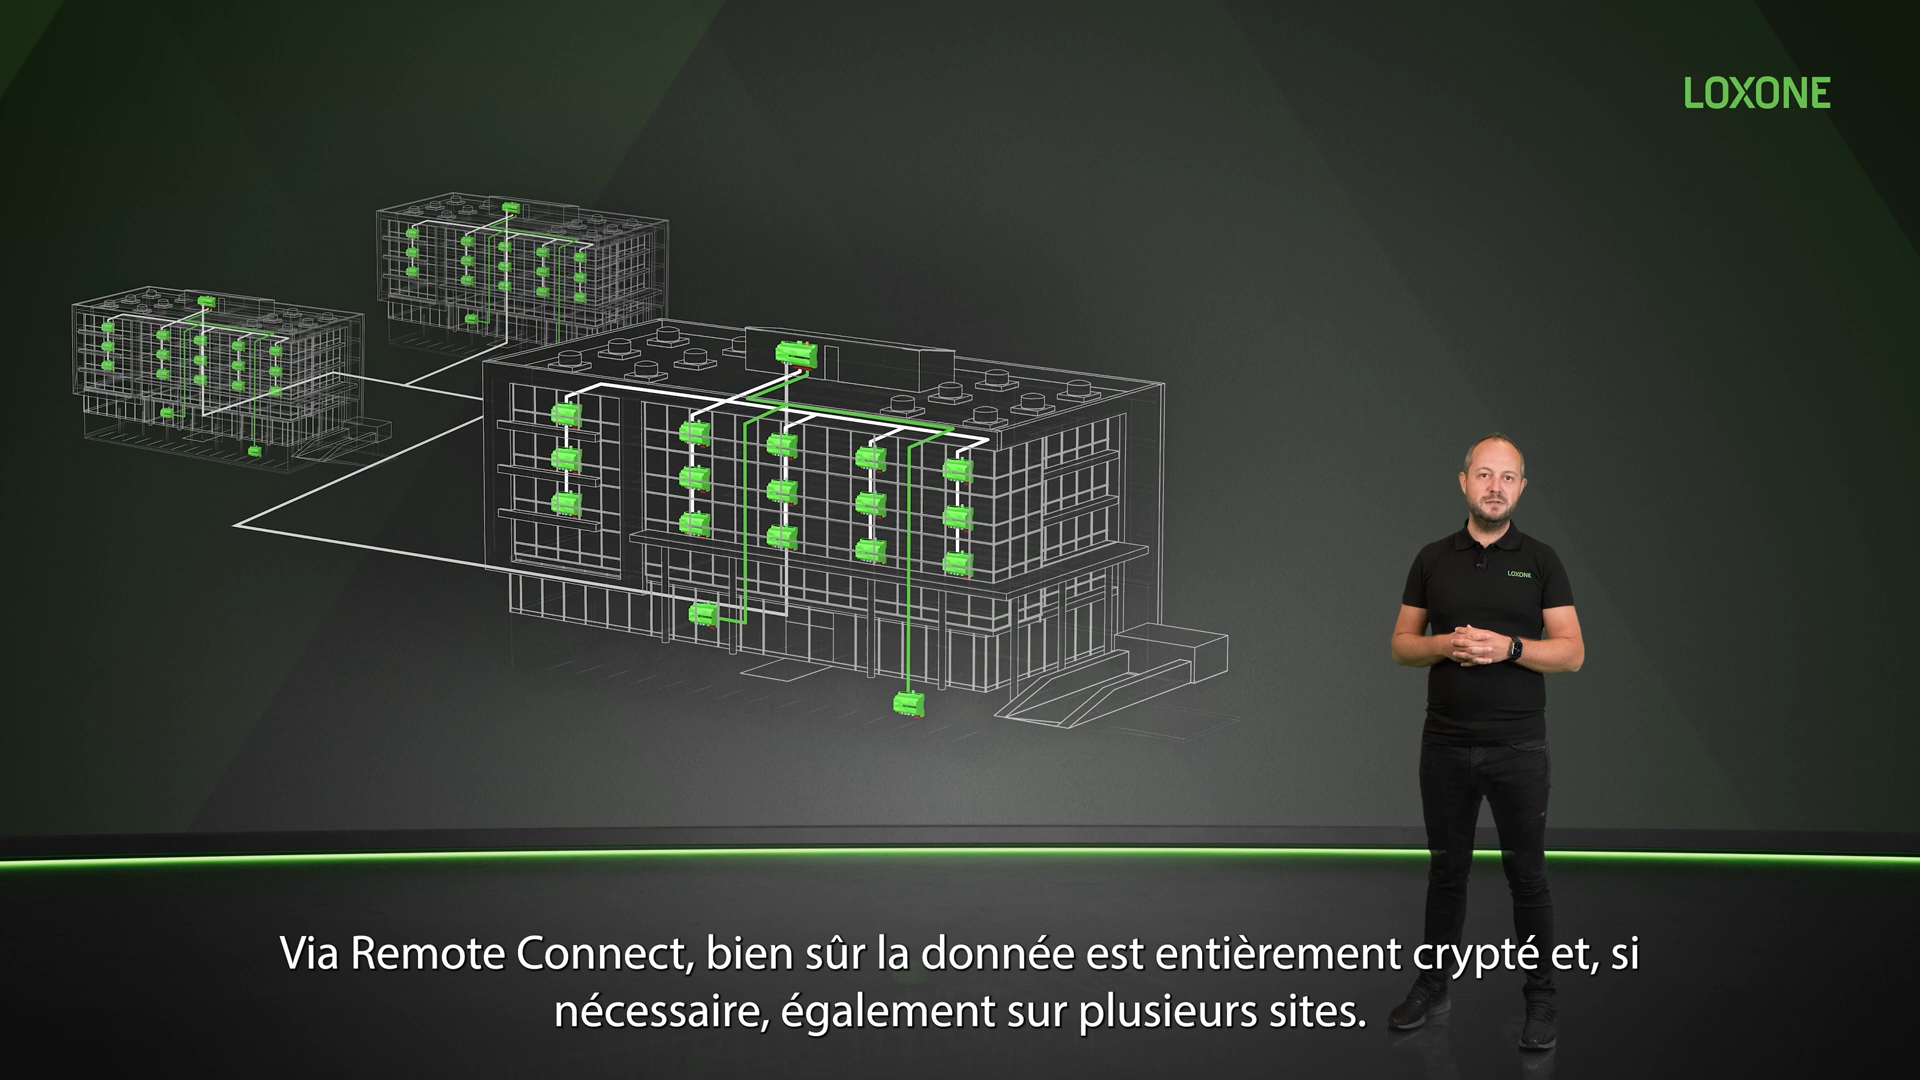 LOXONE
LOXONE
Via Remote Connect, bien sûr la donnée est entièrement crypté et, si
nécessaire, également sur plusieurs sites.